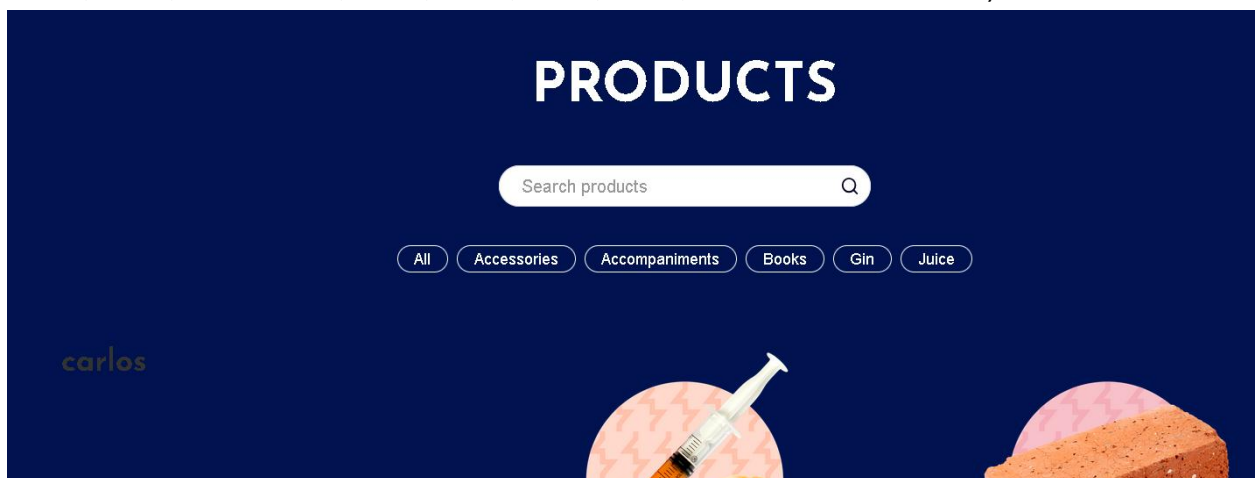 PRODUCTS
Search products
All Accessories Accompaniments Books Gin Juice
carlos